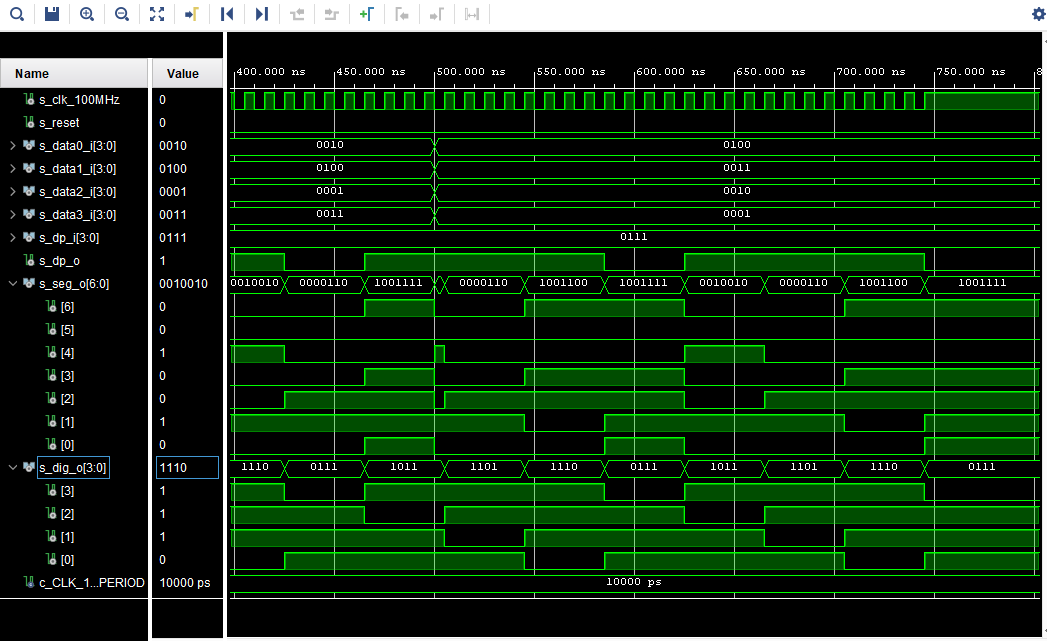 400.000 ns 450.000 ns 500.000 ns 550.000 ns 600.000 ns 650.000 ns 700.000 ns 750.000 ns 8
Name Value
s_clk_100MHz 0
s_reset 0
s_data0_i[3:0] 0010 0010 0100
s_data1_i[3:0] 0100 0100 0011
s_data2_i[3:0] 0001 0001 0010
s_data3_i[3:0] 0011 0011 0001
s_dp_i[3:0] 0111 0111
s_dp_o 1
s_seg_o[6:0] 0010010 0010010 0000110 1001111 0000110 1001100 1001111 0010010 0000110 1001100 1001111
[6] 0
[5] 0
[4] 1
[3] 0
[2] 0
[1] 1
[0] 0
s_dig_o[3:0] 1110 1110 0111 1011 1101 1110 0111 1011 1101 1110 0111
[3] 1
[2] 1
[1] 1
[0] 0
c_CLK_1...PERIOD 10000 ps 10000 ps